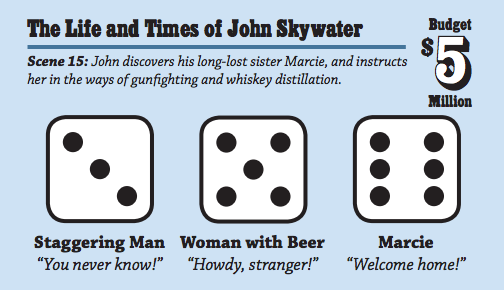 The Life and Times of John Skywater
Budget
$5
Million
Scene 15: John discovers his long-lost sister Marcie, and instructs
her in the ways of gunfighting and whiskey distillation.
Staggering Man
"You never know!"
Woman with Beer
"Howdy, stranger!"
Marcie
"Welcome home!"